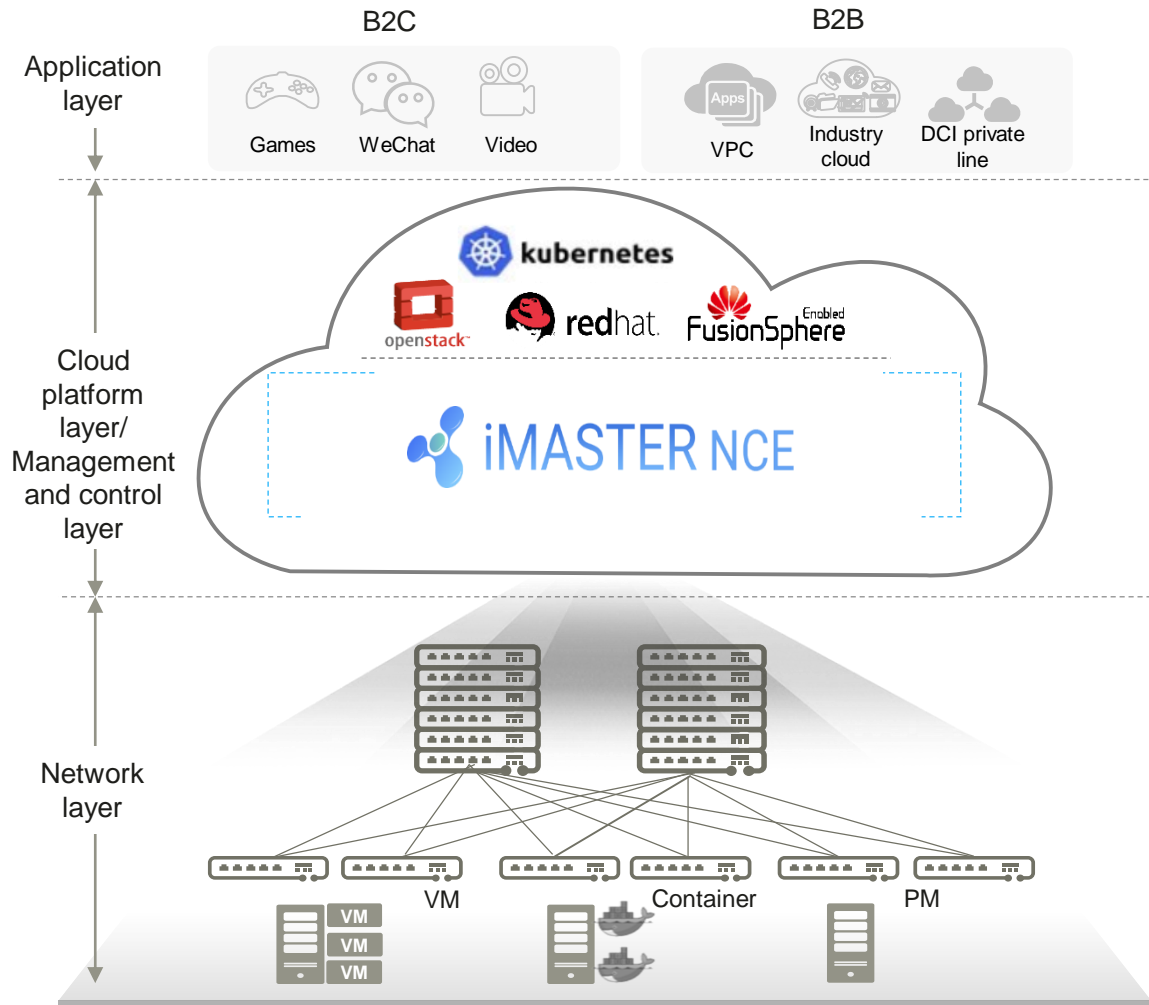 B2C
B2B
Application
layer
Apps
Games
WeChat
Video
VPC
Industry
cloud
DCI private
line
kubernetes
openstack™
redhat.
Enabled
FusionSphere
Cloud
platform
layer/
Management
and control
layer
iMASTER NCE
Network
layer
VM
Container
PM
VM
VM
VM